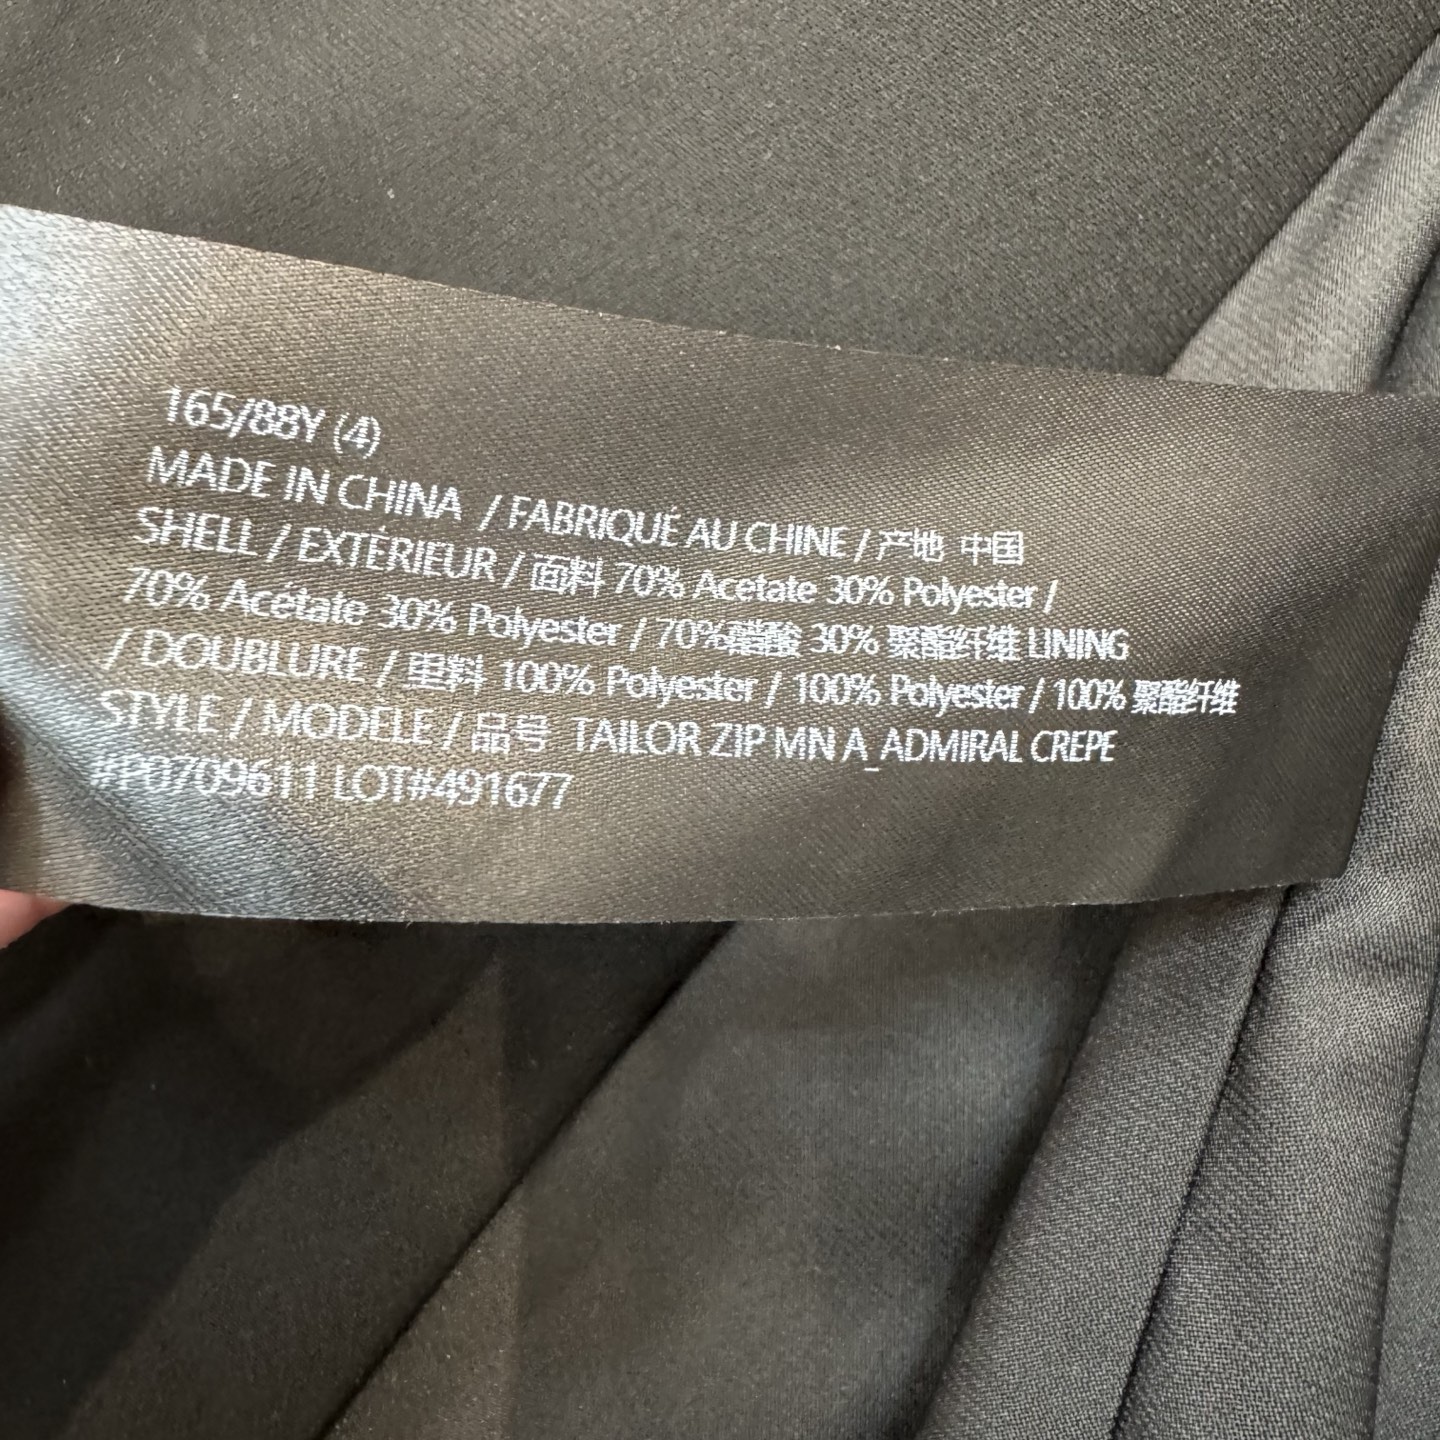 165/88Y (4)
MADE IN CHINA / FABRIQUÉ AU CHINE / 产地 中国
SHELL / EXTÉRIEUR / 面料 70% Acetate 30% Polyester /
70% Acétate 30% Polyester / 70%醋酸 30% 聚酯纤维 LINING
/ DOUBLURE / 里料 100% Polyester / 100% Polyester / 100% 聚酯纤维
STYLE / MODÈLE / 品号 TAILOR ZIP MN A_ADMIRAL CREPE
#P0709611 LOT#491677